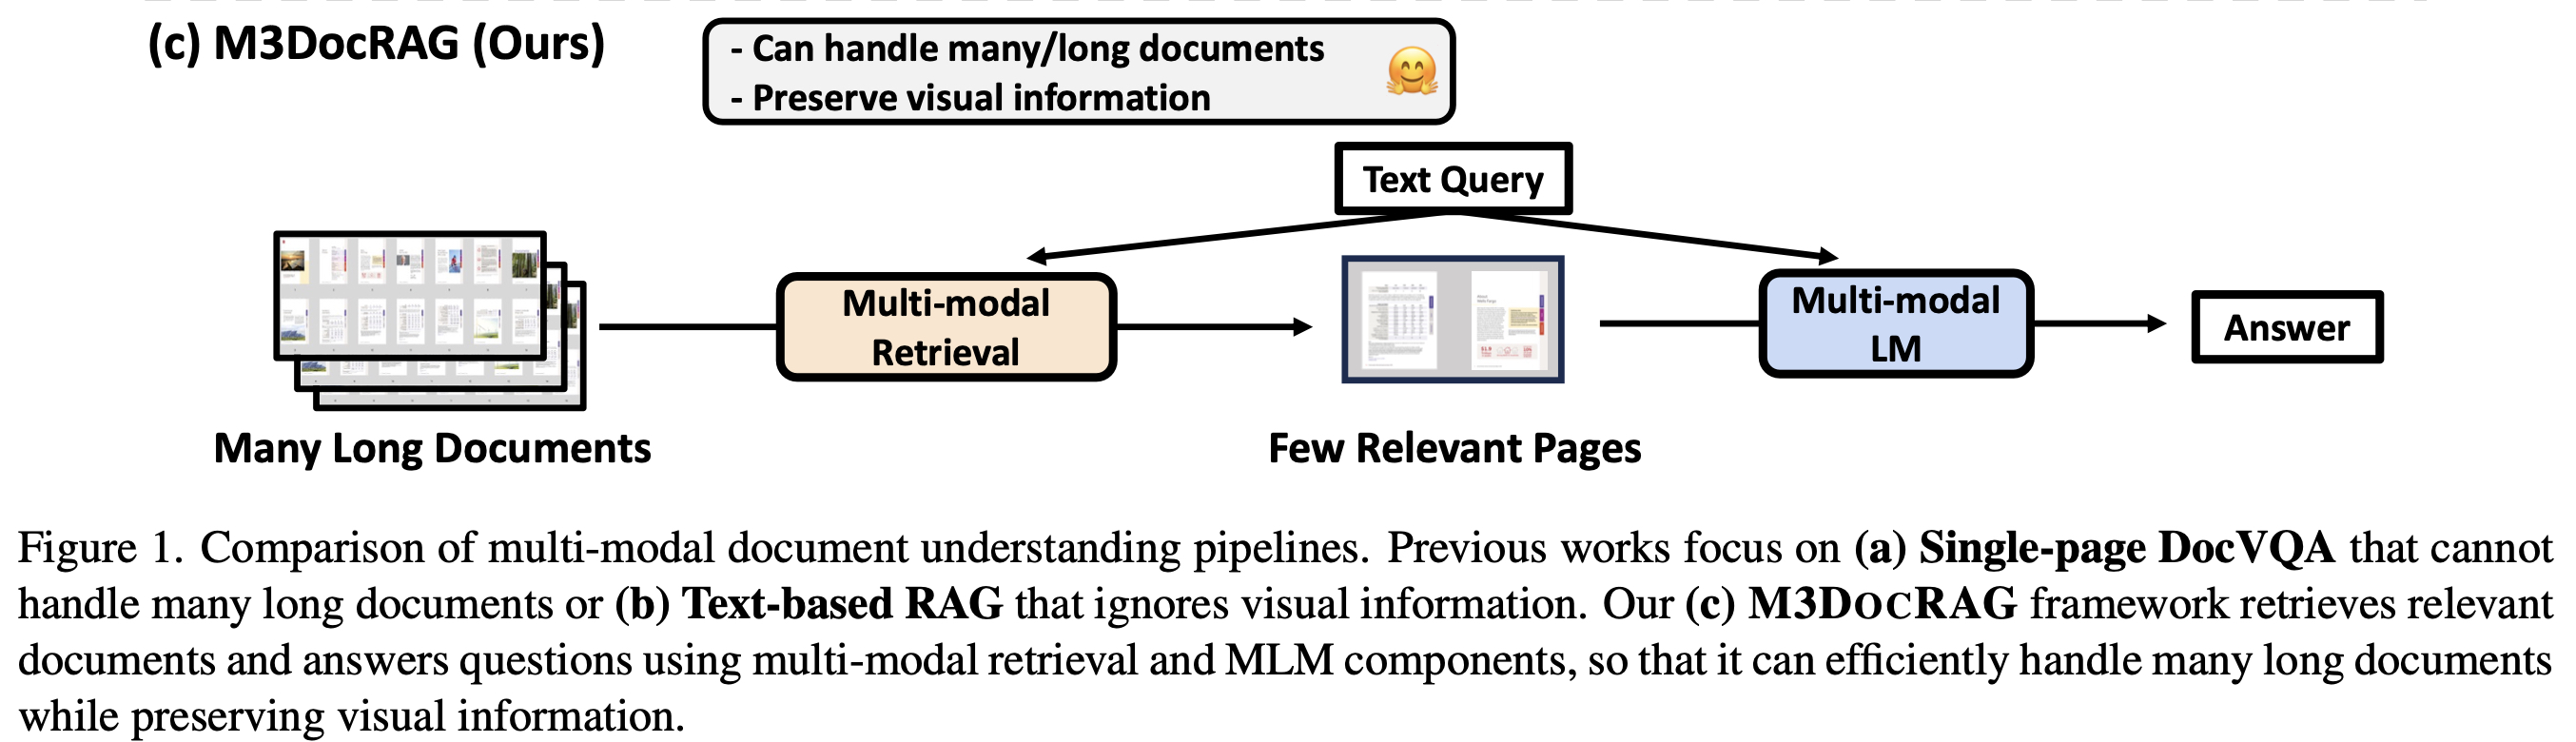 (c) M3DocRAG (Ours)
- Can handle many/long documents
- Preserve visual information
Text Query
Multi-modal
Retrieval
Multi-modal
LM
Answer
Many Long Documents
Few Relevant Pages
Figure 1. Comparison of multi-modal document understanding pipelines. Previous works focus on (a) Single-page DocVQA that cannot
handle many long documents or (b) Text-based RAG that ignores visual information. Our (c) M3DOCRAG framework retrieves relevant
documents and answers questions using multi-modal retrieval and MLM components, so that it can efficiently handle many long documents
while preserving visual information.